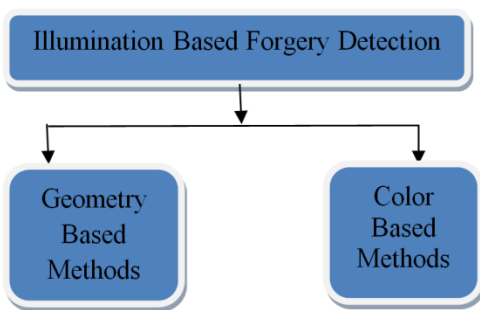 Illumination Based Forgery Detection
Geometry
Based
Methods
Color
Based
Methods